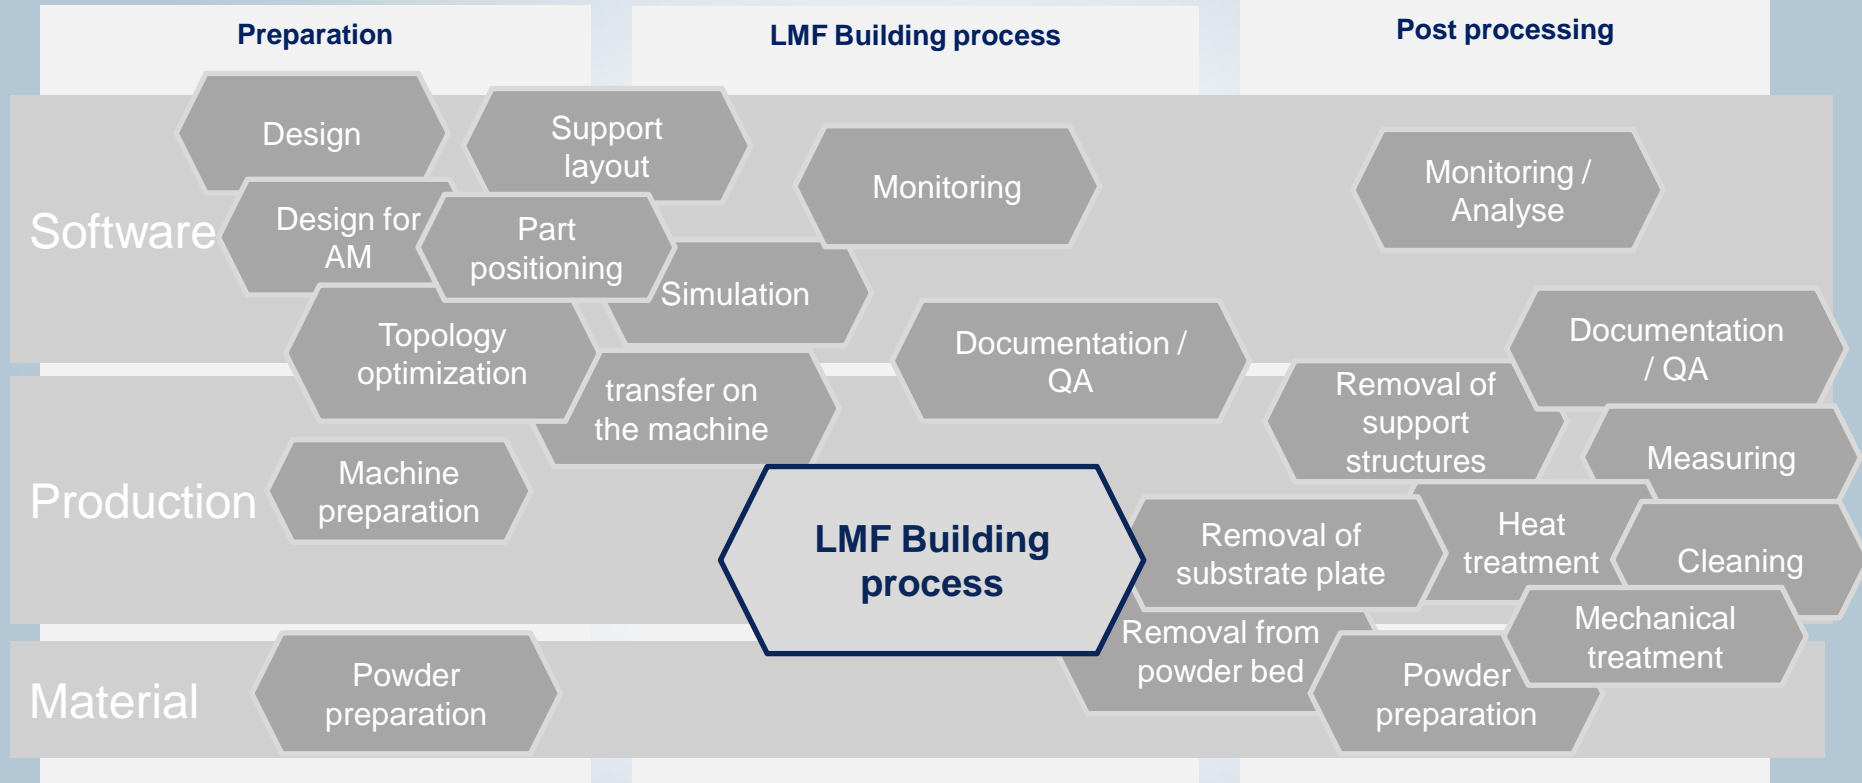 Preparation
LMF Building process
Post processing
Software
Design
Support
layout
Monitoring
Monitoring /
Analyse
Design for
AM
Part
positioning
Simulation
Topology
optimization
Documentation /
QA
Documentation
/ QA
Production
transfer on
the machine
Removal of
support
structures
Measuring
Machine
preparation
LMF Building
process
Removal of
substrate plate
Heat
treatment
Cleaning
Material
Powder
preparation
Removal from
powder bed
Powder
preparation
Mechanical
treatment